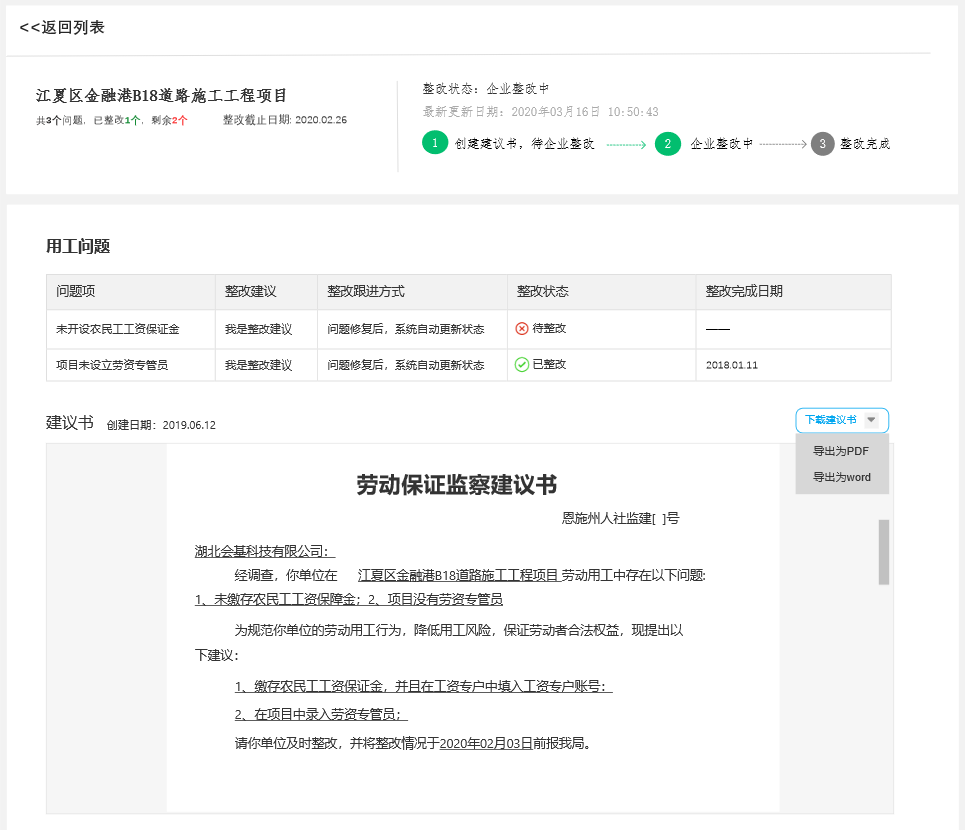 <<返回列表
江夏区金融港B18道路施工工程项目
共3个问题，已整改1个，剩余2个 整改截止日期: 2020.02.26
整改状态：企业整改中
最新更新日期：2020年03月16日 10:50:43
1 创建建议书，待企业整改 2 企业整改中 3 整改完成
用工问题
问题项 整改建议 整改跟进方式 整改状态 整改完成日期
未开设农民工工资保证金 我是整改建议 问题修复后，系统自动更新状态 待整改 ——
项目未设立劳资专管员 我是整改建议 问题修复后，系统自动更新状态 已整改 2018.01.11
建议书 创建日期：2019.06.12
下载建议书
导出为PDF
导出为word
劳动保证监察建议书
恩施州人社监建[ ]号
湖北会基科技有限公司：
经调查，你单位在 江夏区金融港B18道路施工工程项目 劳动用工中存在以下问题:
1、未缴存农民工工资保障金；2、项目没有劳资专管员
为规范你单位的劳动用工行为，降低用工风险，保证劳动者合法权益，现提出以
下建议：
1、缴存农民工工资保证金，并且在工资专户中填入工资专户账号；
2、在项目中录入劳资专管员；
请你单位及时整改，并将整改情况于2020年02月03日前报我局。